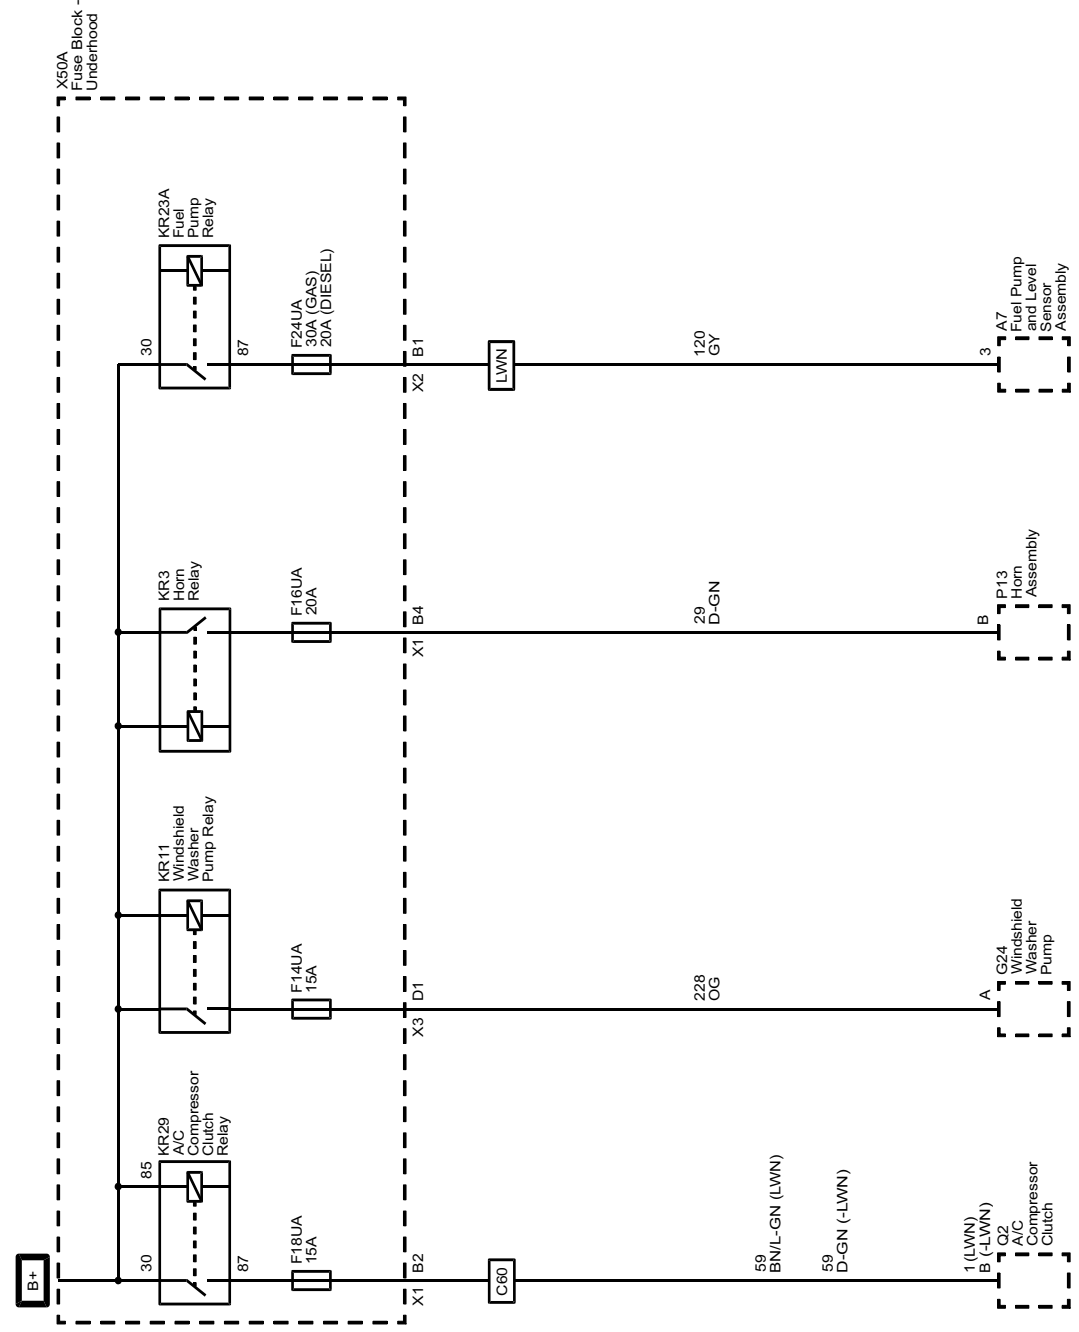 X50A
Fuse Block –
Underhood
B+
KR29
A/C
Compressor
Clutch
Relay
85
30
87
F18UA
15A
X1
B2
C60
59
BN/L-GN (LWN)
59
D-GN (-LWN)
1 (LWN)
B (-LWN)
Q2
A/C
Compressor
Clutch
KR11
Windshield
Washer
Pump Relay
F14UA
15A
X3
D1
228
OG
A
G24
Windshield
Washer
Pump
KR3
Horn
Relay
F16UA
20A
X1
B4
29
D-GN
B
P13
Horn
Assembly
KR23A
Fuel
Pump
Relay
30
87
F24UA
30A (GAS)
20A (DIESEL)
X2
B1
LWN
120
GY
3
A7
Fuel Pump
and Level
Sensor
Assembly